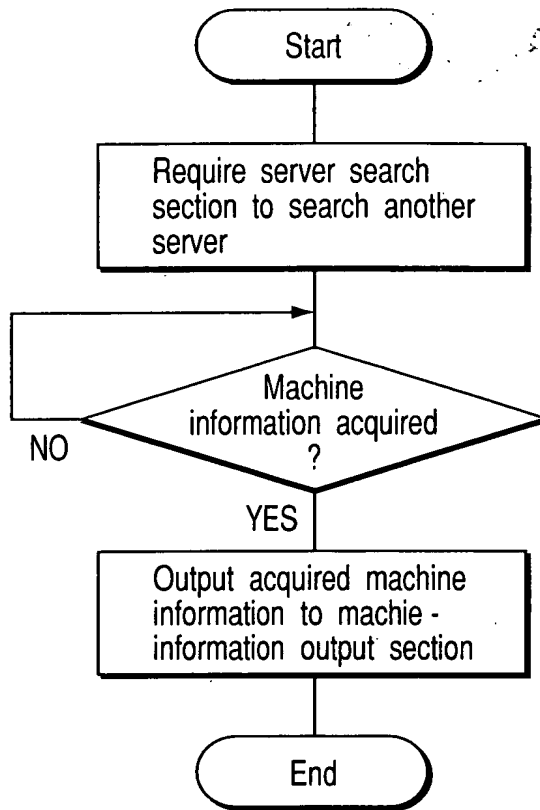 Start
Require server search
section to search another
server
Machine
information acquired
?
NO
YES
Output acquired machine
information to machie -
information output section
End